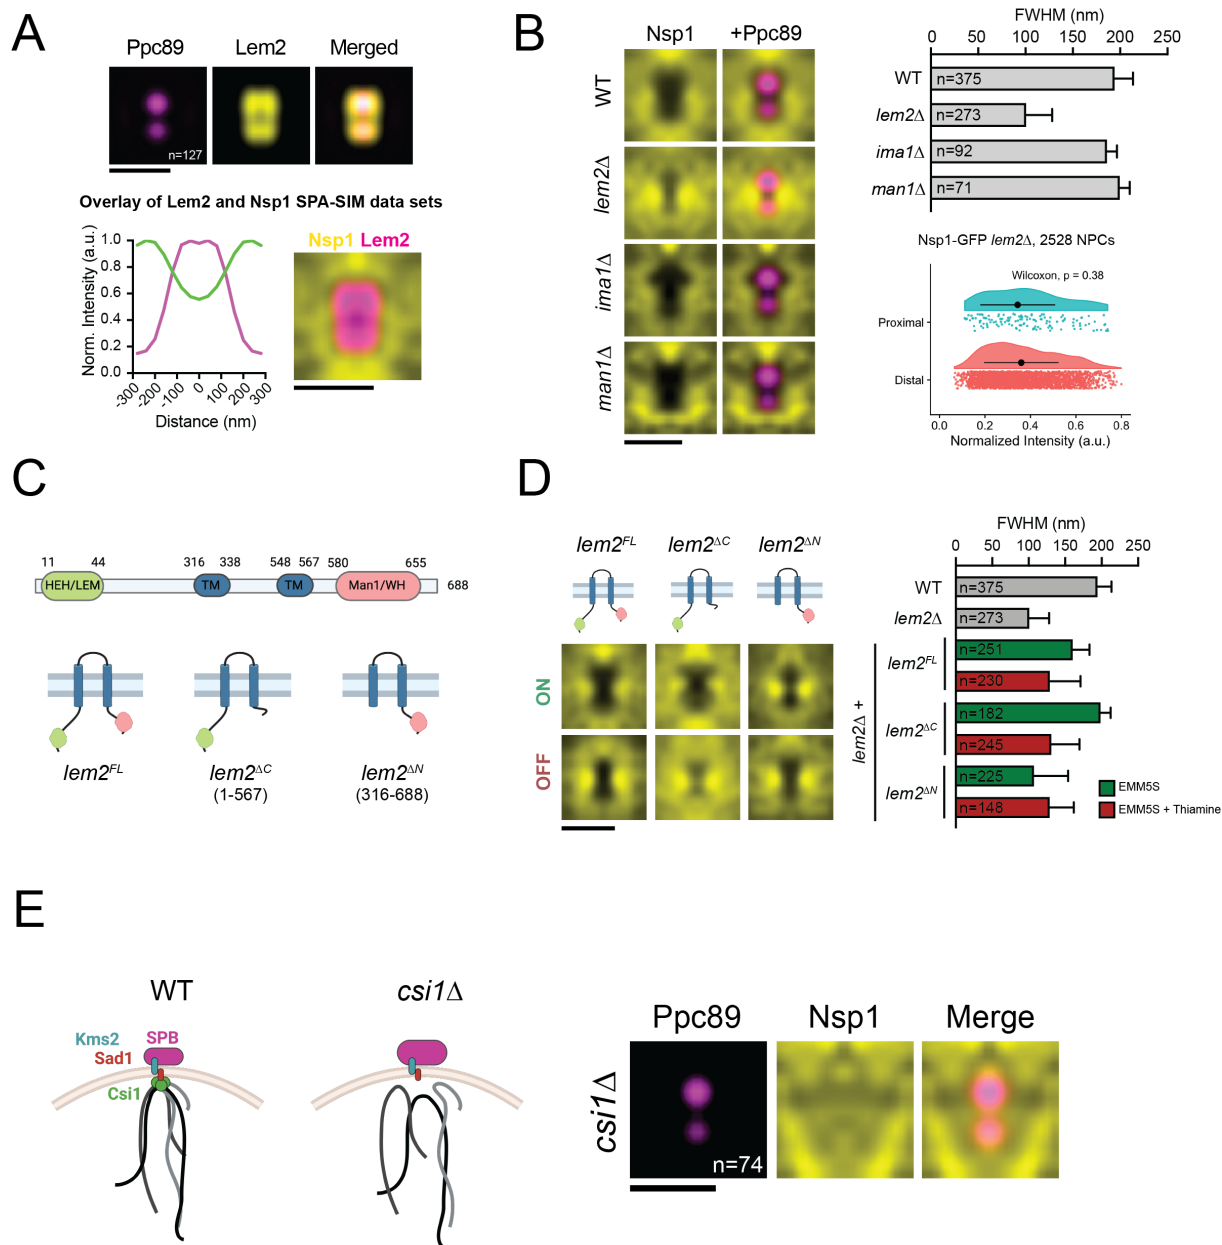 A
Ppc89 Lem2 Merged
n=127
Overlay of Lem2 and Nsp1 SPA-SIM data sets
Norm. Intensity (a.u.)
1.0
0.8
0.6
0.4
0.2
0.0
-300 -200 -100 0 100 200 300
Distance (nm)
Nsp1 Lem2
B
Nsp1 +Ppc89
WT
lem2Δ
ima1Δ
man1Δ
FWHM (nm)
0 50 100 150 200 250
WT n=375
lem2Δ n=273
ima1Δ n=92
man1Δ n=71
Nsp1-GFP lem2Δ, 2528 NPCs
Wilcoxon, p = 0.38
Proximal
Distal
0.0 0.2 0.4 0.6 0.8
Normalized Intensity (a.u.)
C
11 44 316 338 548 567 580 655
HEH/LEM TM TM Man1/WH 688
lem2FL lem2ΔC lem2ΔN
(1-567) (316-688)
D
lem2FL lem2ΔC lem2ΔN
ON
OFF
FWHM (nm)
0 50 100 150 200 250
WT n=375
lem2Δ n=273
lem2Δ +
lem2FL n=251
n=230
lem2ΔC n=182
n=245
lem2ΔN n=225
n=148
EMM5S
EMM5S + Thiamine
E
WT csi1Δ
Kms2 SPB
Sad1
Csi1
Ppc89 Nsp1 Merge
csi1Δ
n=74